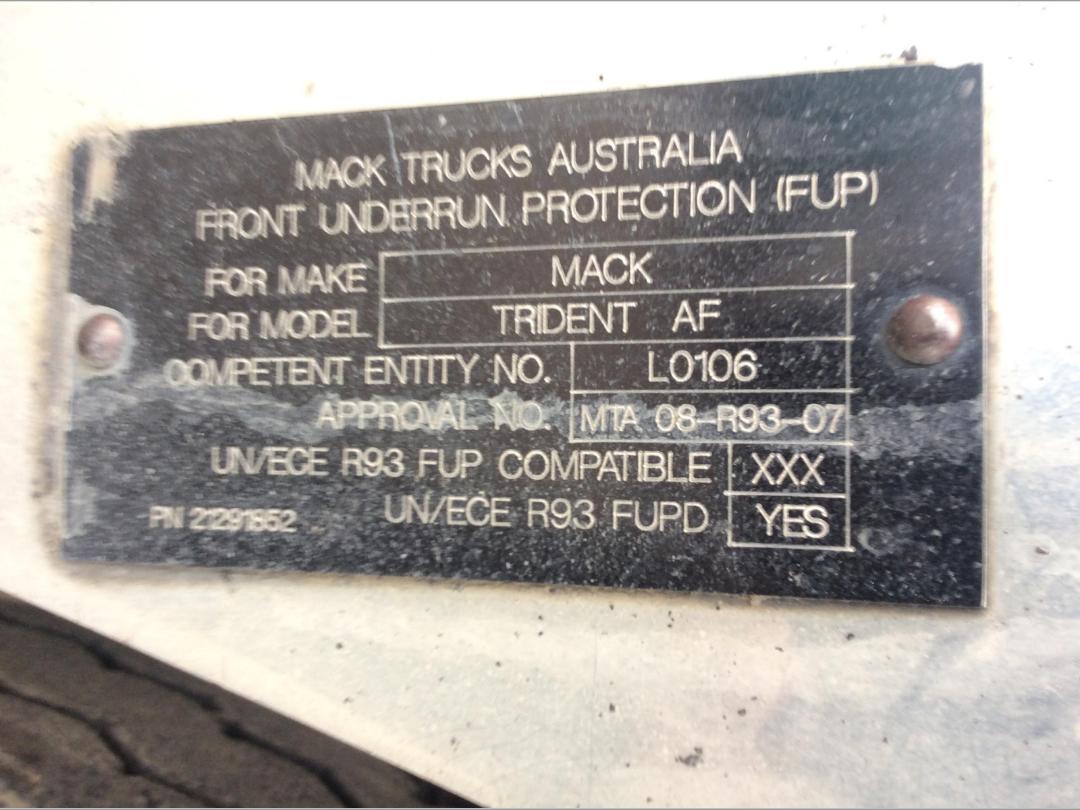 MACK TRUCKS AUSTRALIA
FRONT UNDERRUN PROTECTION (FUP)
FOR MAKE MACK
FOR MODEL TRIDENT AF
COMPETENT ENTITY NO. L0106
APPROVAL NO. MTA 08-R93-07
UN/ECE R93 FUP COMPATIBLE XXX
UN/ECE R93 FUPD YES
PN 21291852